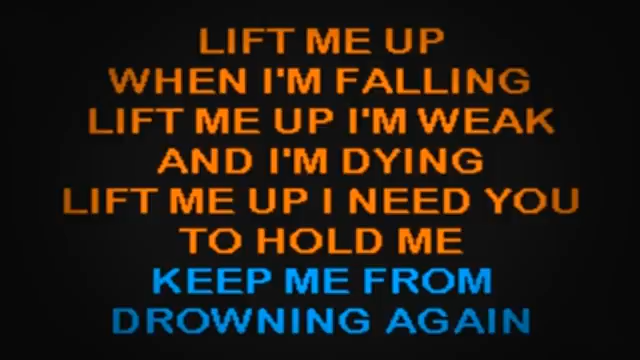 LIFT ME UP
WHEN I'M FALLING
LIFT ME UP I'M WEAK
AND I'M DYING
LIFT ME UP I NEED YOU
TO HOLD ME
KEEP ME FROM
DROWNING AGAIN